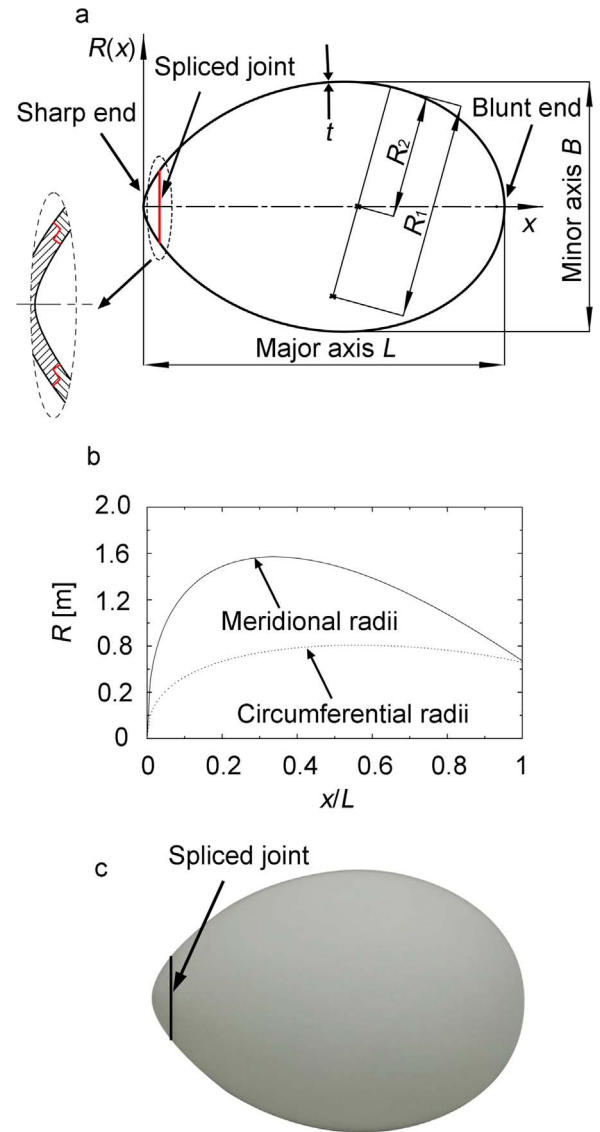 a
R(x)
Spliced joint
Sharp end
Blunt end
t
R2
R1
x
Minor axis B
Major axis L
b
2.0
1.6
1.2
0.8
0.2
0
R [m]
Meridional radii
Circumferential radii
0 0.2 0.4 0.6 0.8 1
x/L
Spliced joint
c